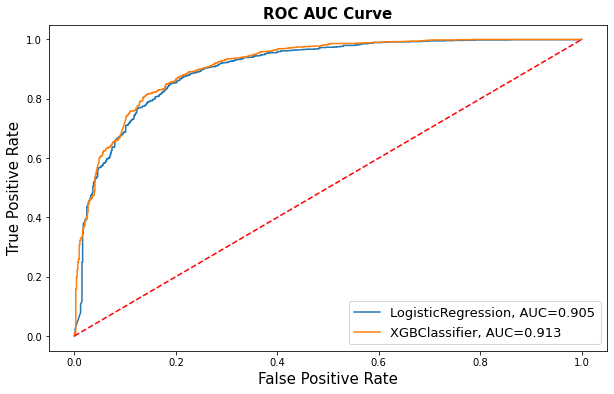 ROC AUC Curve
True Positive Rate
1.0
0.8
0.6
0.4
0.2
0.0
LogisticRegression, AUC=0.905
XGBClassifier, AUC=0.913
0.0 0.2 0.4 0.6 0.8 1.0
False Positive Rate